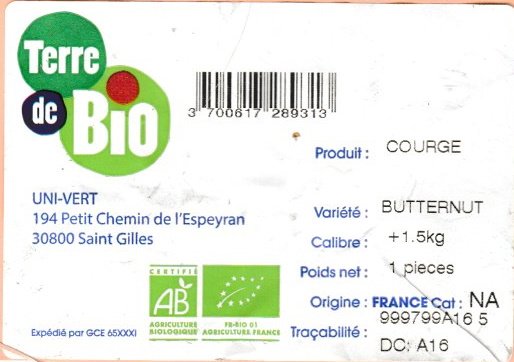 Terre
de
Bio
3 700617 289313
Produit : COURGE
UNI-VERT
194 Petit Chemin de l'Espeyran
30800 Saint Gilles
Variété : BUTTERNUT
Calibre : +1.5kg
Poids net : 1 pieces
Origine : FRANCE Cat : NA
999799A16 5
Traçabilité :
DC; A16
CERTIFIÉ
AB
AGRICULTURE
BIOLOGIQUE
FR-BIO 01
AGRICULTURE FRANCE
Expédié par GCE 65XXXI